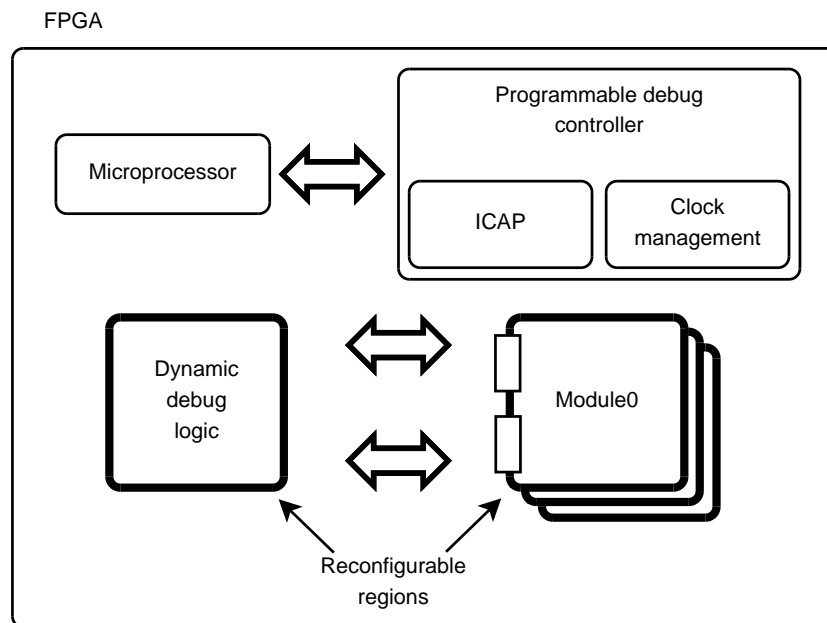 FPGA
Programmable debug
controller
Microprocessor
ICAP
Clock
management
Dynamic
debug
logic
Module0
Reconfigurable
regions